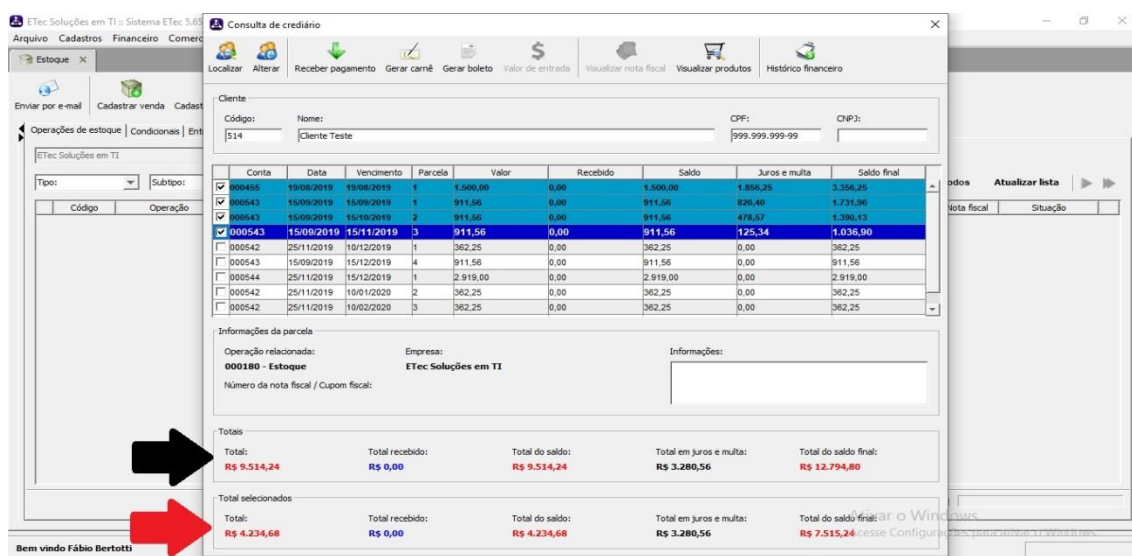 ETec Soluções em TI :: Sistema ETec 5.65
Arquivo Cadastros Financeiro Comerc
Estoque
Enviar por e-mail Cadastrar venda Cadast
Operações de estoque Condicionais Ent
ETec Soluções em TI
Tipo: Subtipo:
Código Operação
odos Atualizar lista
Nota fiscal Situação
Consulta de crediário
Localizar Alterar Receber pagamento Gerar carnê Gerar boleto Valor de entrada Visualizar nota fiscal Visualizar produtos Histórico financeiro
Cliente
Código: Nome: CPF: CNPJ:
514 Cliente Teste 999.999.999-99
Conta Data Vencimento Parcela Valor Recebido Saldo Juros e multa Saldo final
000455 19/08/2019 19/08/2019 1 1.500,00 0,00 1.500,00 1.856,25 3.356,25
000543 15/09/2019 15/09/2019 1 911,56 0,00 911,56 820,40 1.731,96
000543 15/09/2019 15/10/2019 2 911,56 0,00 911,56 478,57 1.390,13
000543 15/09/2019 15/11/2019 3 911,56 0,00 911,56 125,34 1.036,90
000542 25/11/2019 10/12/2019 1 362,25 0,00 362,25 0,00 362,25
000543 15/09/2019 15/12/2019 4 911,56 0,00 911,56 0,00 911,56
000544 25/11/2019 15/12/2019 1 2.919,00 0,00 2.919,00 0,00 2.919,00
000542 25/11/2019 10/01/2020 2 362,25 0,00 362,25 0,00 362,25
000542 25/11/2019 10/02/2020 3 362,25 0,00 362,25 0,00 362,25
Informações da parcela
Operação relacionada: Empresa: Informações:
000180 - Estoque ETec Soluções em TI
Número da nota fiscal / Cupom fiscal:
Totais
Total: Total recebido: Total do saldo: Total em juros e multa: Total do saldo final:
R$ 9.514,24 R$ 0,00 R$ 9.514,24 R$ 3.280,56 R$ 12.794,80
Total selecionados
Total: Total recebido: Total do saldo: Total em juros e multa: Total do saldo final:
R$ 4.234,68 R$ 0,00 R$ 4.234,68 R$ 3.280,56 R$ 7.515,24
Ativar o Windows
Acesse Configurações para ativar o Windows.
Bem vindo Fábio Bertotti